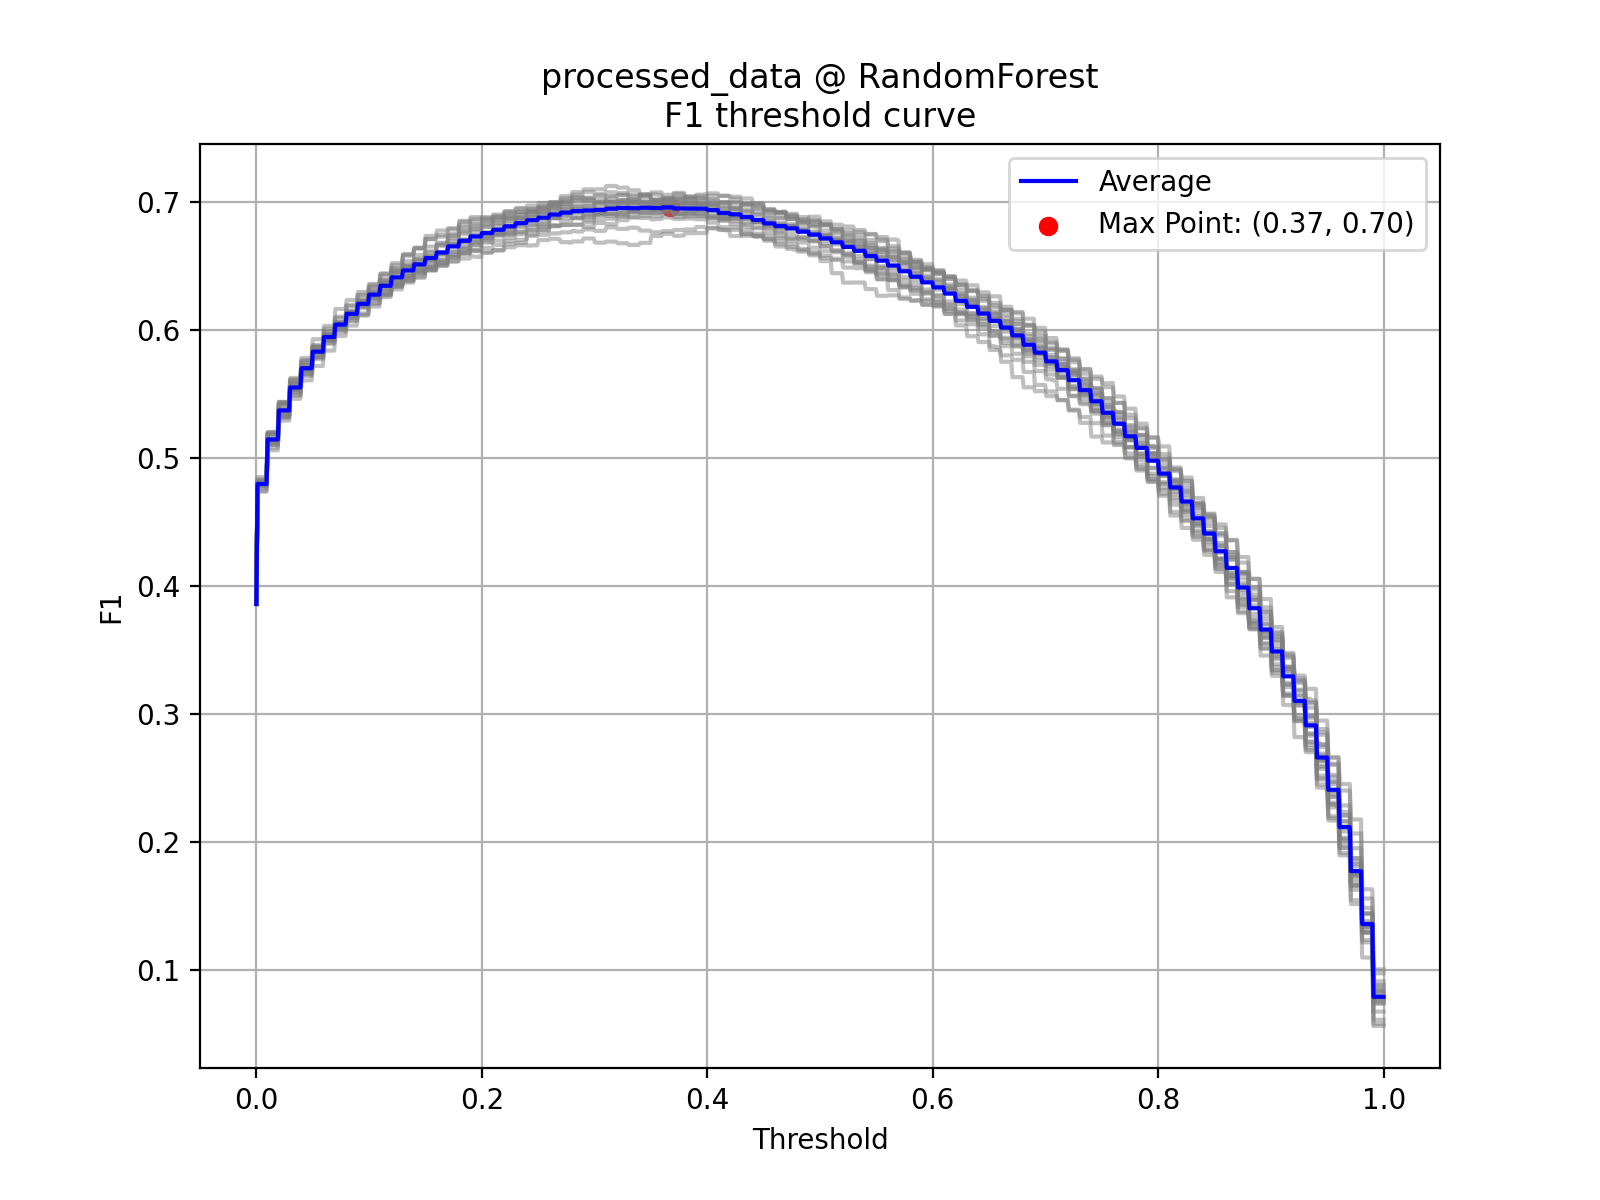 processed_data @ RandomForest
F1 threshold curve
Average
Max Point: (0.37, 0.70)
F1
0.7
0.6
0.5
0.4
0.3
0.2
0.1
0.0 0.2 0.4 0.6 0.8 1.0
Threshold